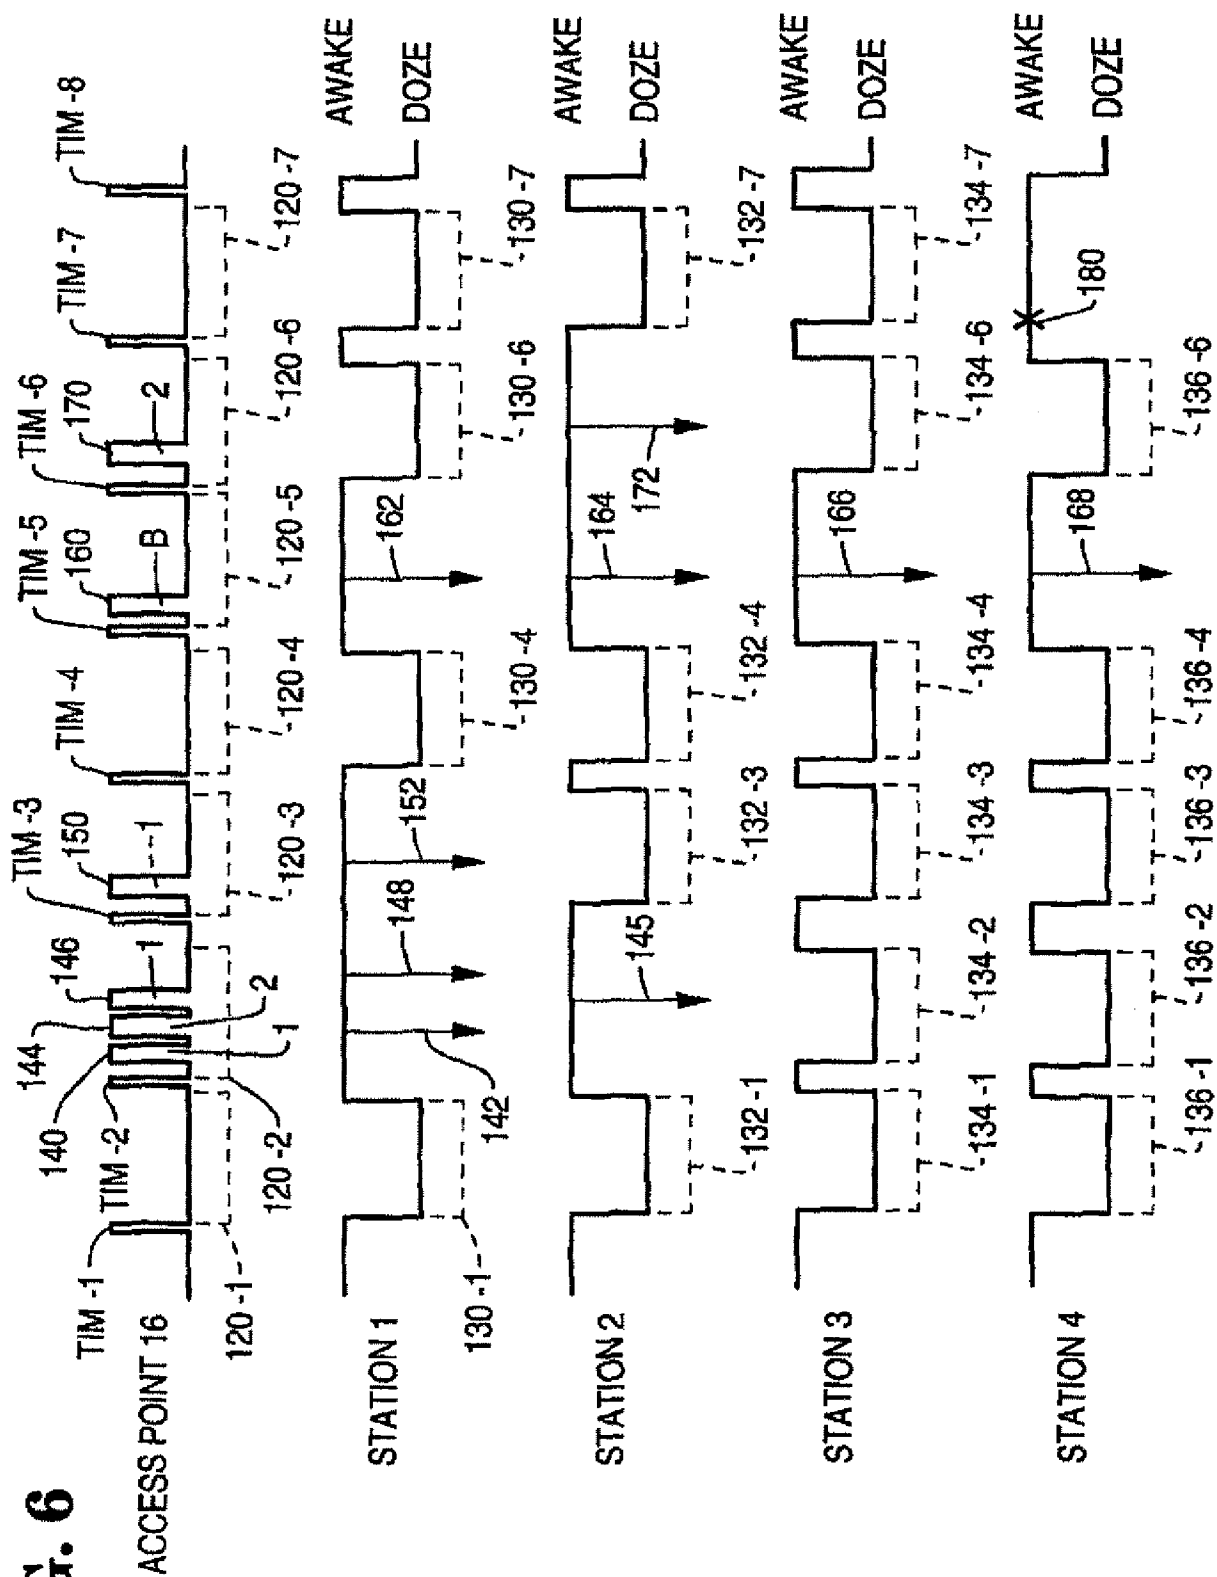 G. 6
ACCESS POINT 16
TIM -1
TIM -2
140
144
146
TIM -3
150
TIM -4
TIM -5
160
TIM -6
170
TIM -7
TIM -8
1
2
1
1
B
2
120 -1
120 -2
120 -3
120 -4
120 -5
120 -6
120 -7
STATION 1
AWAKE
DOZE
142
148
152
162
130 -1
130 -4
130 -6
130 -7
STATION 2
AWAKE
DOZE
145
164
172
132 -1
132 -3
132 -4
132 -7
STATION 3
AWAKE
DOZE
166
134 -1
134 -2
134 -3
134 -4
134 -6
134 -7
STATION 4
AWAKE
DOZE
168
180
136 -1
136 -2
136 -3
136 -4
136 -6